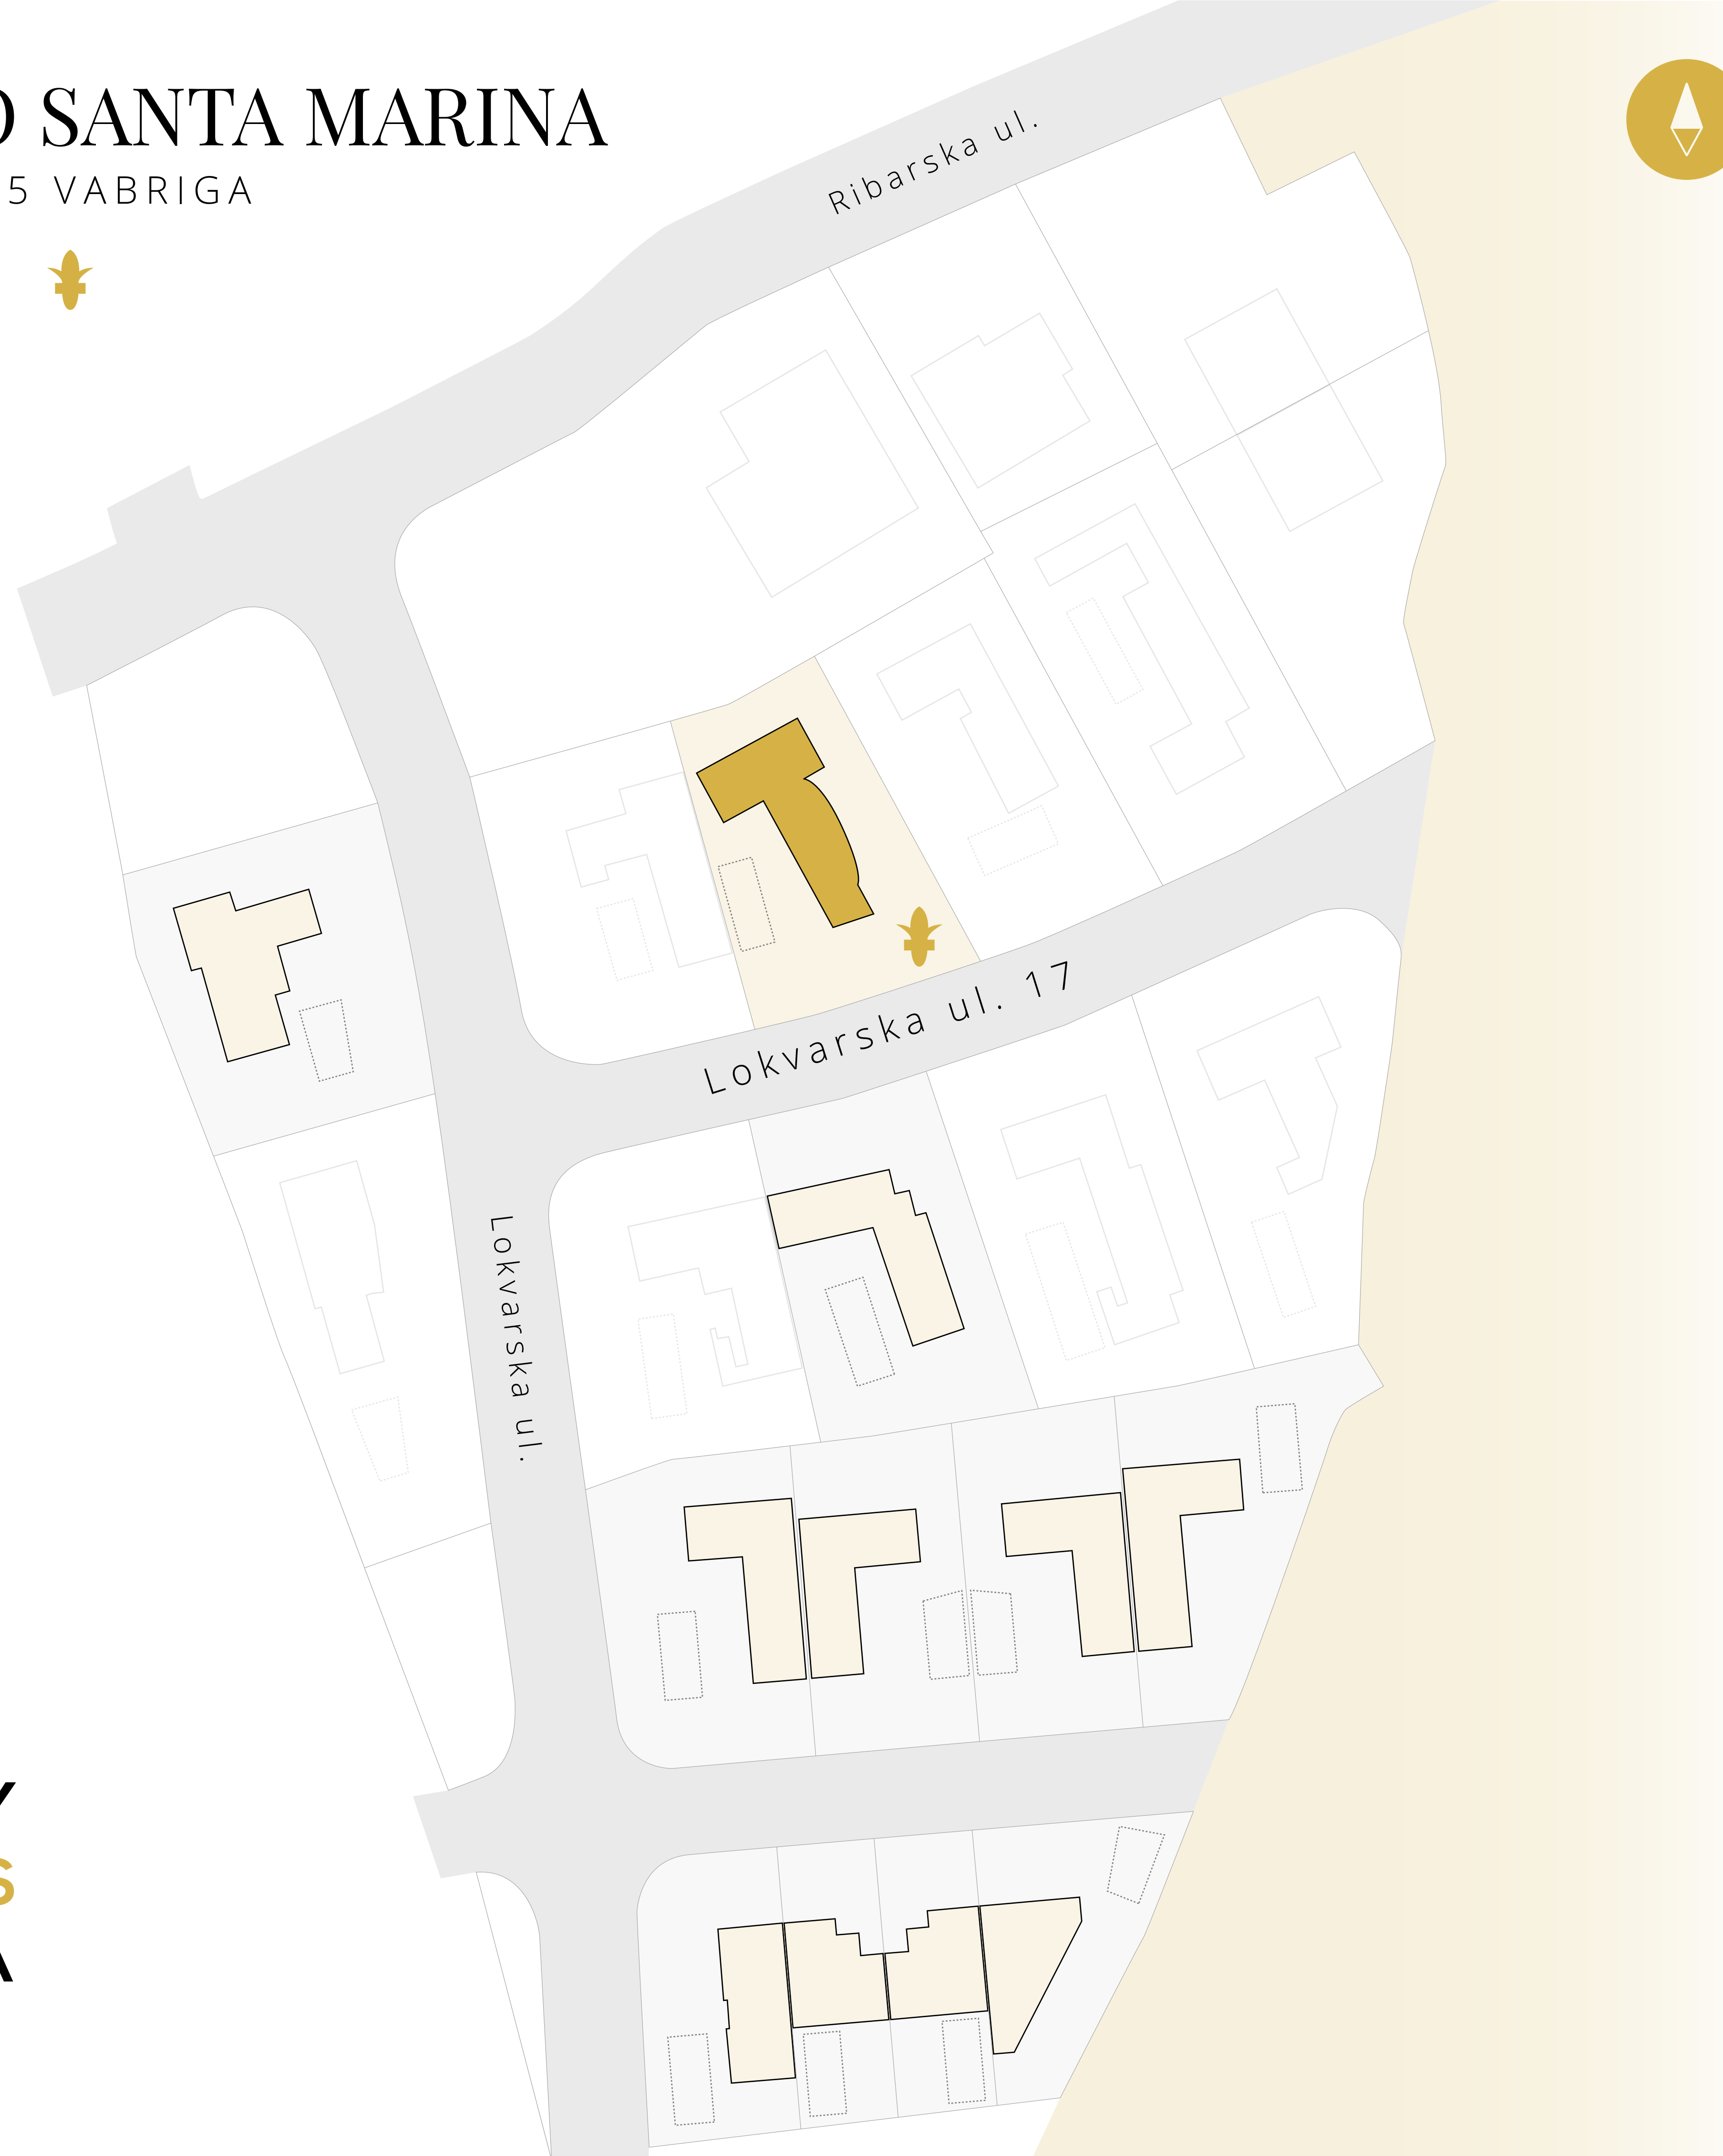 SANTA MARINA
5 VABRIGA
Ribarska ul.
Lokvarska ul. 17
Lokvarska ul.